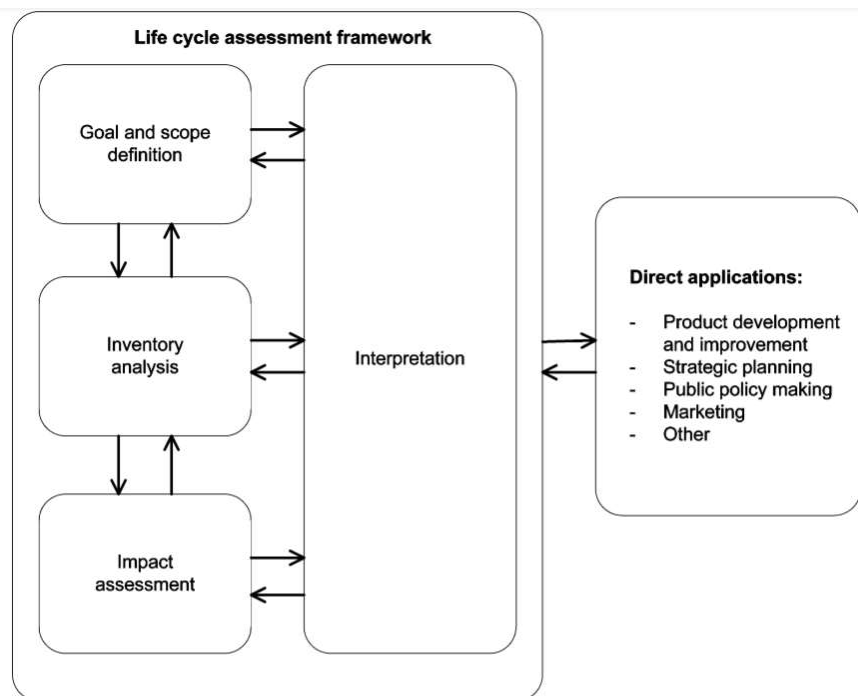 Life cycle assessment framework
Goal and scope
definition
Inventory
analysis
Impact
assessment
Interpretation
Direct applications:
- Product development
and improvement
- Strategic planning
- Public policy making
- Marketing
- Other